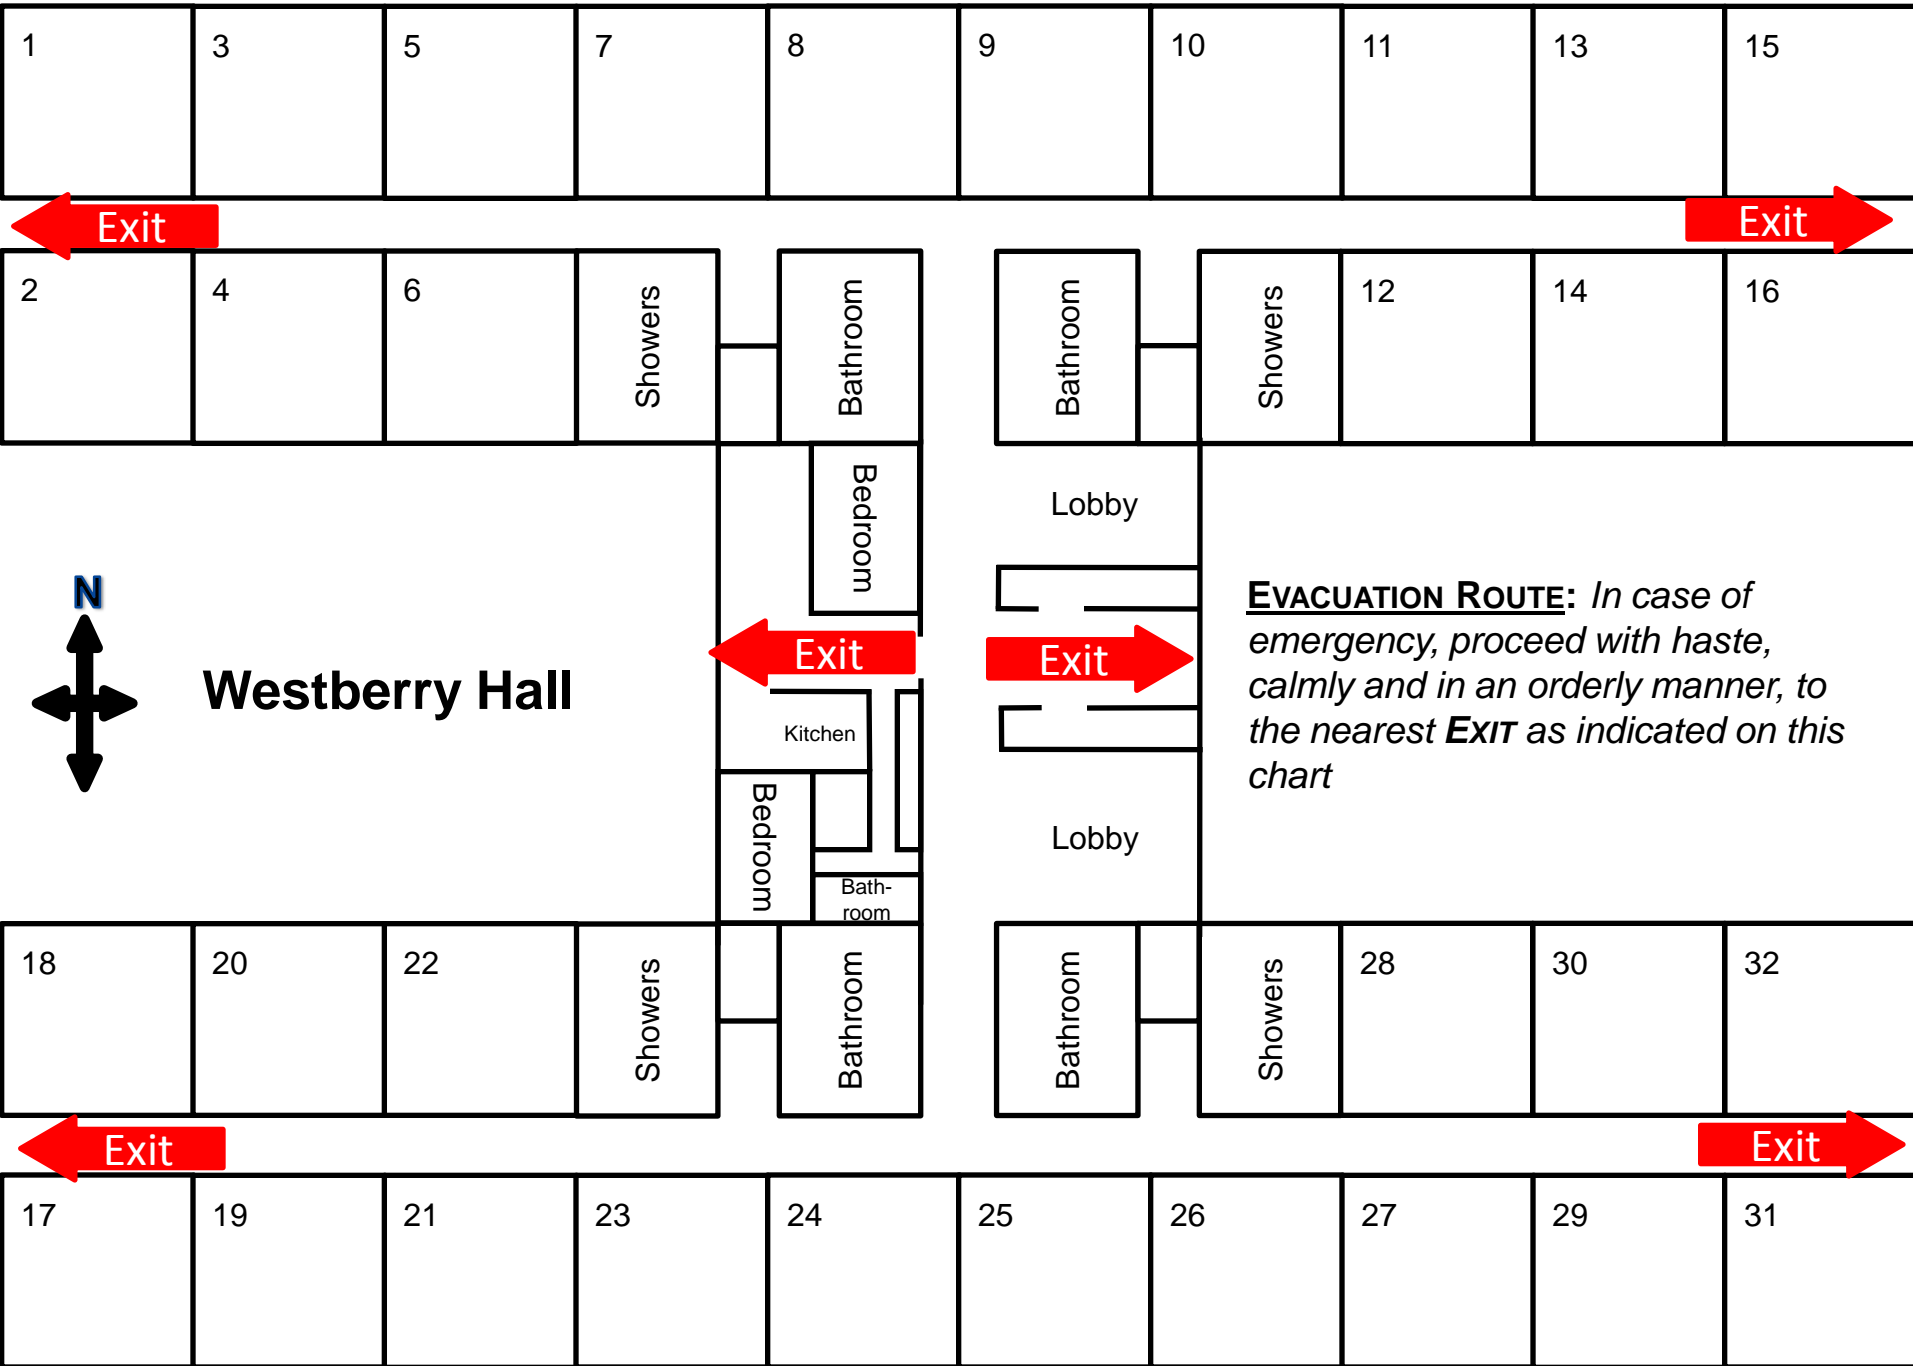 1 3 5 7 8 9 10 11 13 15
Exit Exit
2 4 6 Showers Bathroom Bathroom Showers 12 14 16
Bedroom
Lobby
N
Westberry Hall
Exit Exit
EVACUATION ROUTE: In case of
emergency, proceed with haste,
calmly and in an orderly manner, to
the nearest EXIT as indicated on this
chart
Kitchen
Bedroom
Lobby
Bath-
room
18 20 22 Showers Bathroom Bathroom Showers 28 30 32
Exit Exit
17 19 21 23 24 25 26 27 29 31